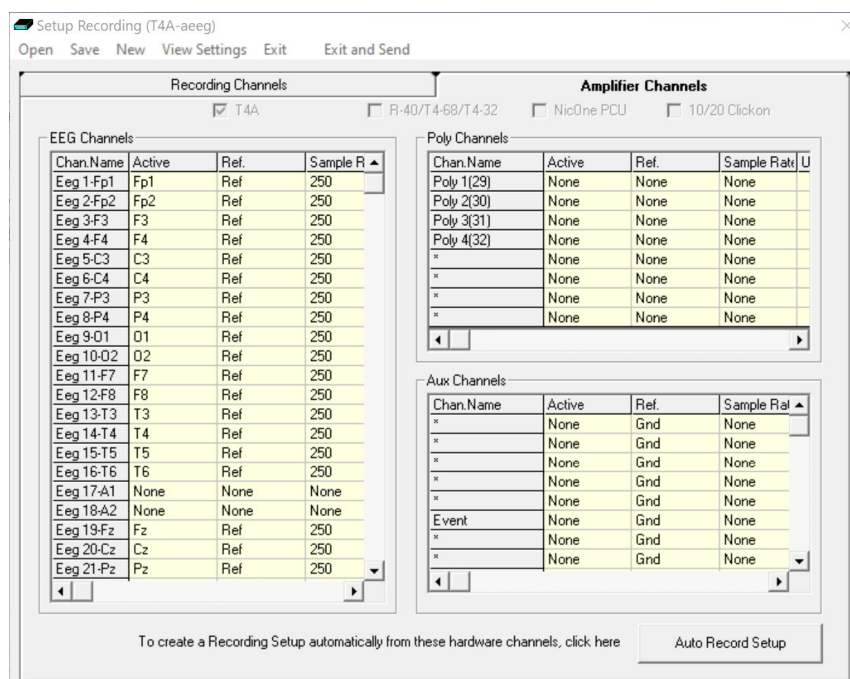 Setup Recording (T4A-aeeg)
Open Save New View Settings Exit Exit and Send
Recording Channels Amplifier Channels
T4A R-40/T4-68/T4-32 NicOne PCU 10/20 Clickon
EEG Channels
Chan.Name Active Ref. Sample R
Eeg 1-Fp1 Fp1 Ref 250
Eeg 2-Fp2 Fp2 Ref 250
Eeg 3-F3 F3 Ref 250
Eeg 4-F4 F4 Ref 250
Eeg 5-C3 C3 Ref 250
Eeg 6-C4 C4 Ref 250
Eeg 7-P3 P3 Ref 250
Eeg 8-P4 P4 Ref 250
Eeg 9-O1 O1 Ref 250
Eeg 10-O2 O2 Ref 250
Eeg 11-F7 F7 Ref 250
Eeg 12-F8 F8 Ref 250
Eeg 13-T3 T3 Ref 250
Eeg 14-T4 T4 Ref 250
Eeg 15-T5 T5 Ref 250
Eeg 16-T6 T6 Ref 250
Eeg 17-A1 None None None
Eeg 18-A2 None None None
Eeg 19-Fz Fz Ref 250
Eeg 20-Cz Cz Ref 250
Eeg 21-Pz Pz Ref 250
Poly Channels
Chan.Name Active Ref. Sample Rate U
Poly 1(29) None None None
Poly 2(30) None None None
Poly 3(31) None None None
Poly 4(32) None None None
* None None None
* None None None
* None None None
* None None None
Aux Channels
Chan.Name Active Ref. Sample Rat
* None Gnd None
* None Gnd None
* None Gnd None
* None Gnd None
* None Gnd None
Event None Gnd None
* None Gnd None
* None Gnd None
To create a Recording Setup automatically from these hardware channels, click here Auto Record Setup